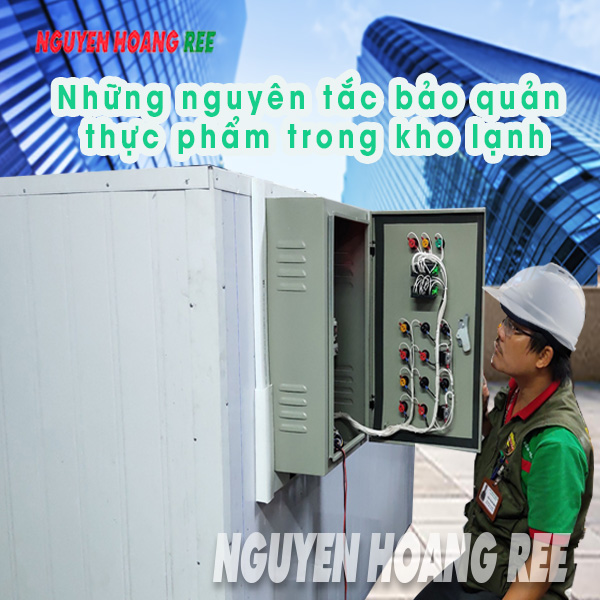 NGUYEN HOANG REE
Những nguyên tắc bảo quản
thực phẩm trong kho lạnh
NGUYEN HOANG REE